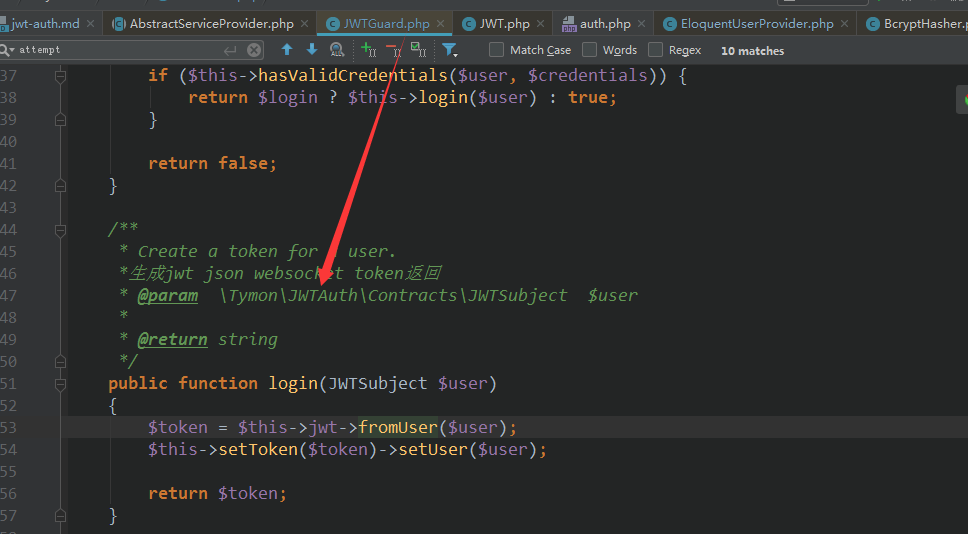 jwt-auth.md AbstractServiceProvider.php JWTGuard.php JWT.php auth.php EloquentUserProvider.php BcryptHasher.p
attempt Match Case Words Regex 10 matches
37 if ($this->hasValidCredentials($user, $credentials)) {
38 return $login ? $this->login($user) : true;
39 }
40
41 return false;
42 }
43
44 /**
45 * Create a token for a user.
46 *生成jwt json websocket token返回
47 * @param \Tymon\JWTAuth\Contracts\JWTSubject $user
48 *
49 * @return string
50 */
51 public function login(JWTSubject $user)
52 {
53 $token = $this->jwt->fromUser($user);
54 $this->setToken($token)->setUser($user);
55
56 return $token;
57 }